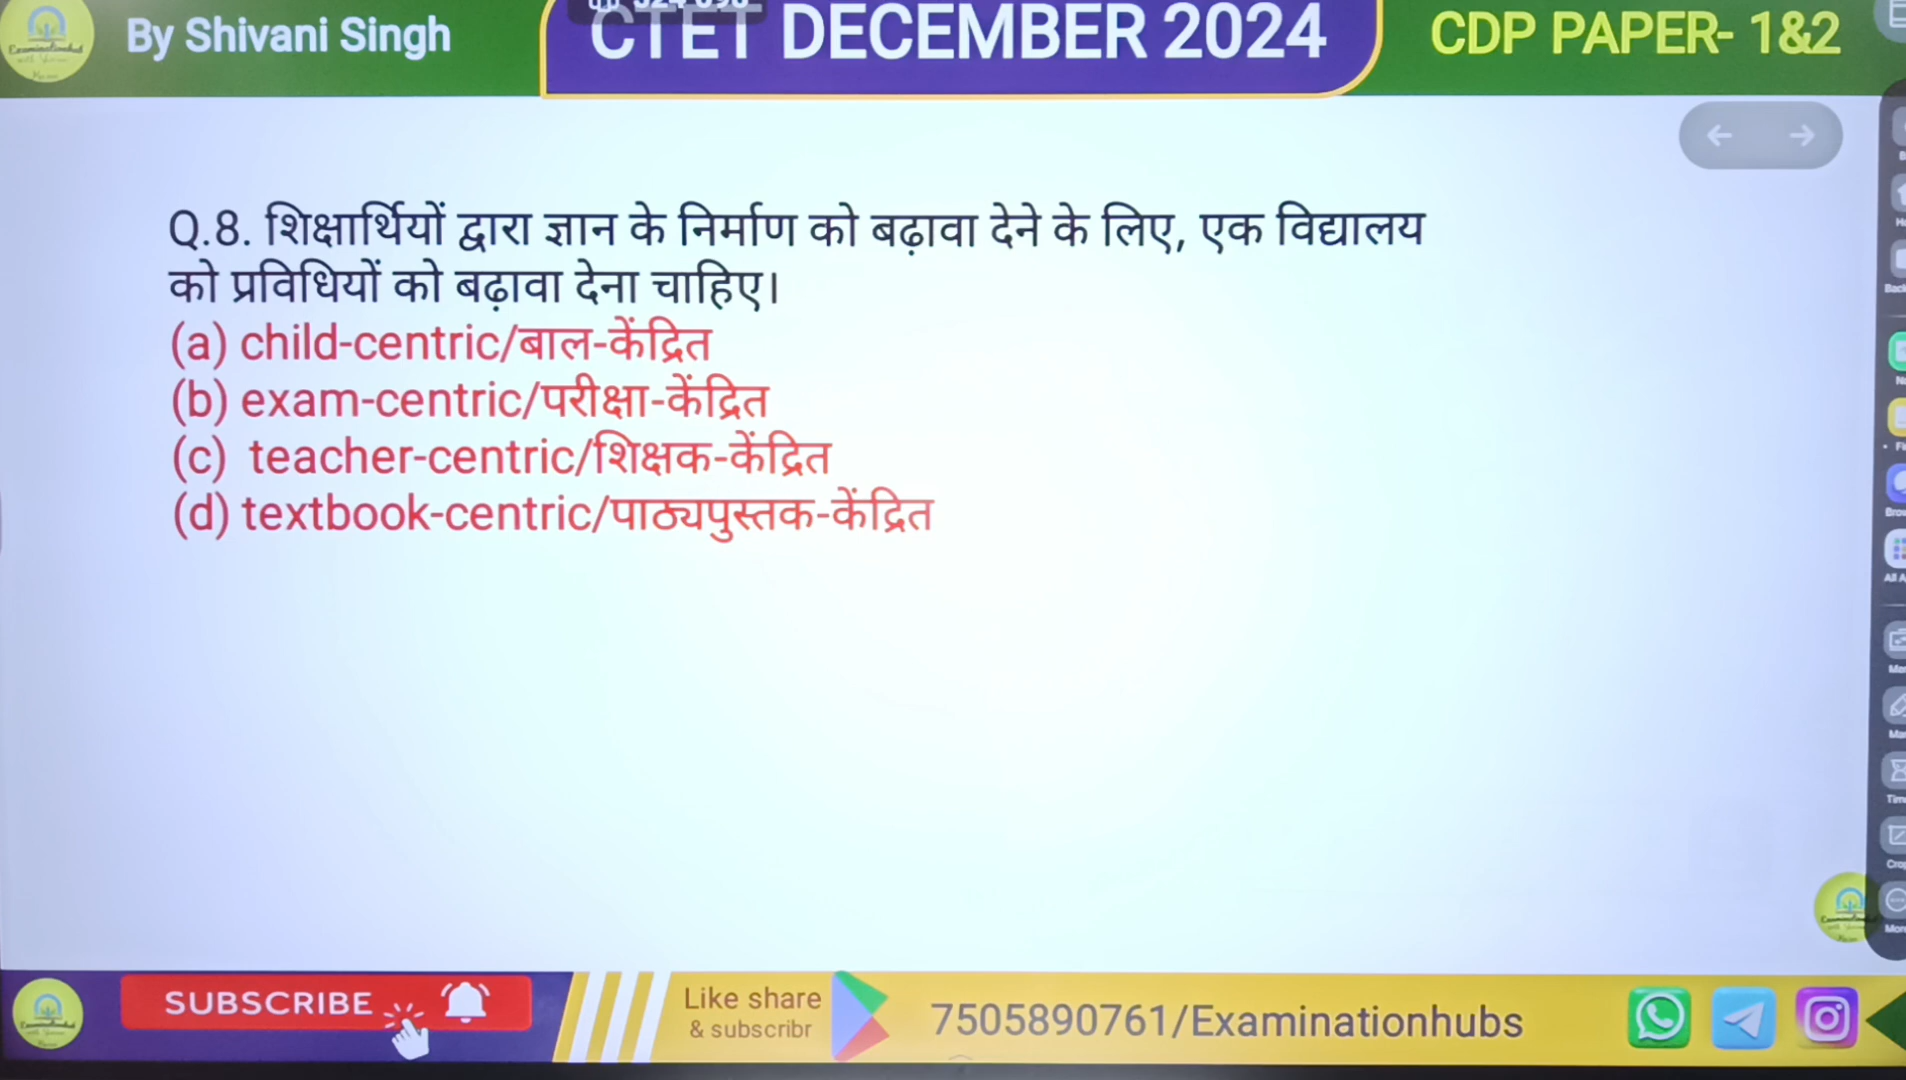 By Shivani Singh
CTET DECEMBER 2024
CDP PAPER- 1&2
Q.8. शिक्षार्थियों द्वारा ज्ञान के निर्माण को बढ़ावा देने के लिए, एक विद्यालय
को प्रविधियों को बढ़ावा देना चाहिए।
(a) child-centric/बाल-केंद्रित
(b) exam-centric/परीक्षा-केंद्रित
(c) teacher-centric/शिक्षक-केंद्रित
(d) textbook-centric/पाठ्यपुस्तक-केंद्रित
SUBSCRIBE
Like share
& subscribr
7505890761/Examinationhubs